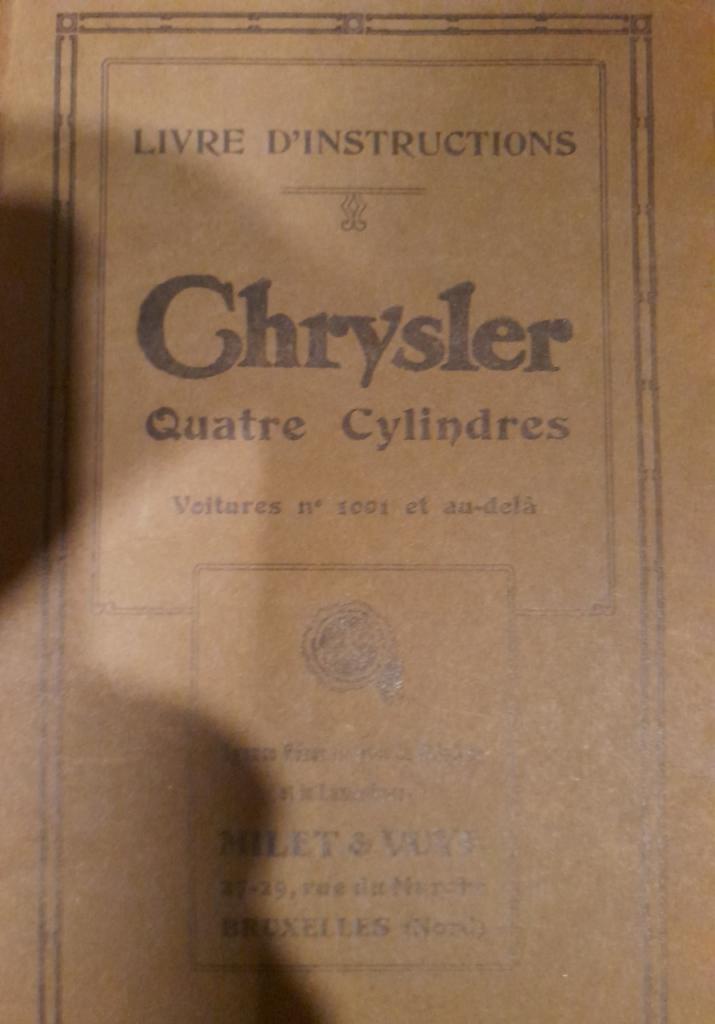 LIVRE D'INSTRUCTIONS
Chrysler
Quatre Cylindres
Voitures nº 1001 et au-delà
MILET & VUYS
27-29, rue du Marché
BRUXELLES (Nord)